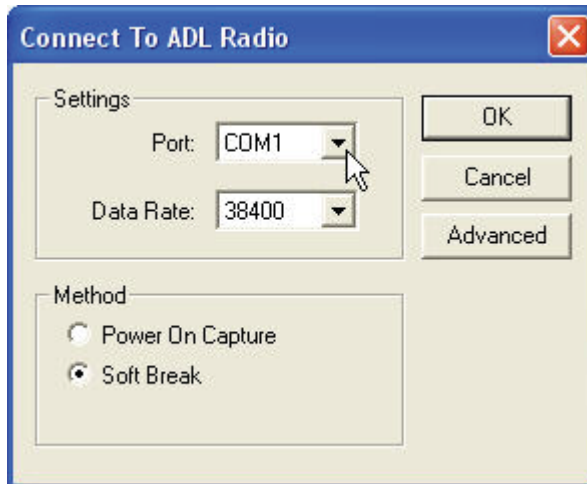 Connect To ADL Radio
Settings
Port: COM1
Data Rate: 38400
OK
Cancel
Advanced
Method
Power On Capture
Soft Break